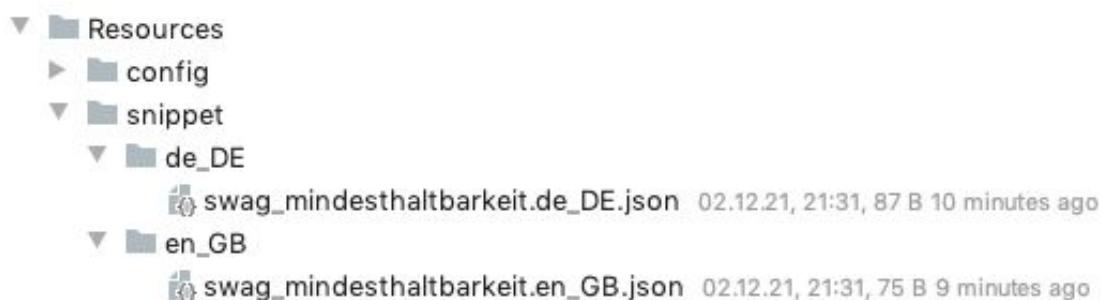 Resources
config
snippet
de_DE
swag_mindesthaltbarkeit.de_DE.json 02.12.21, 21:31, 87 B 10 minutes ago
en_GB
swag_mindesthaltbarkeit.en_GB.json 02.12.21, 21:31, 75 B 9 minutes ago